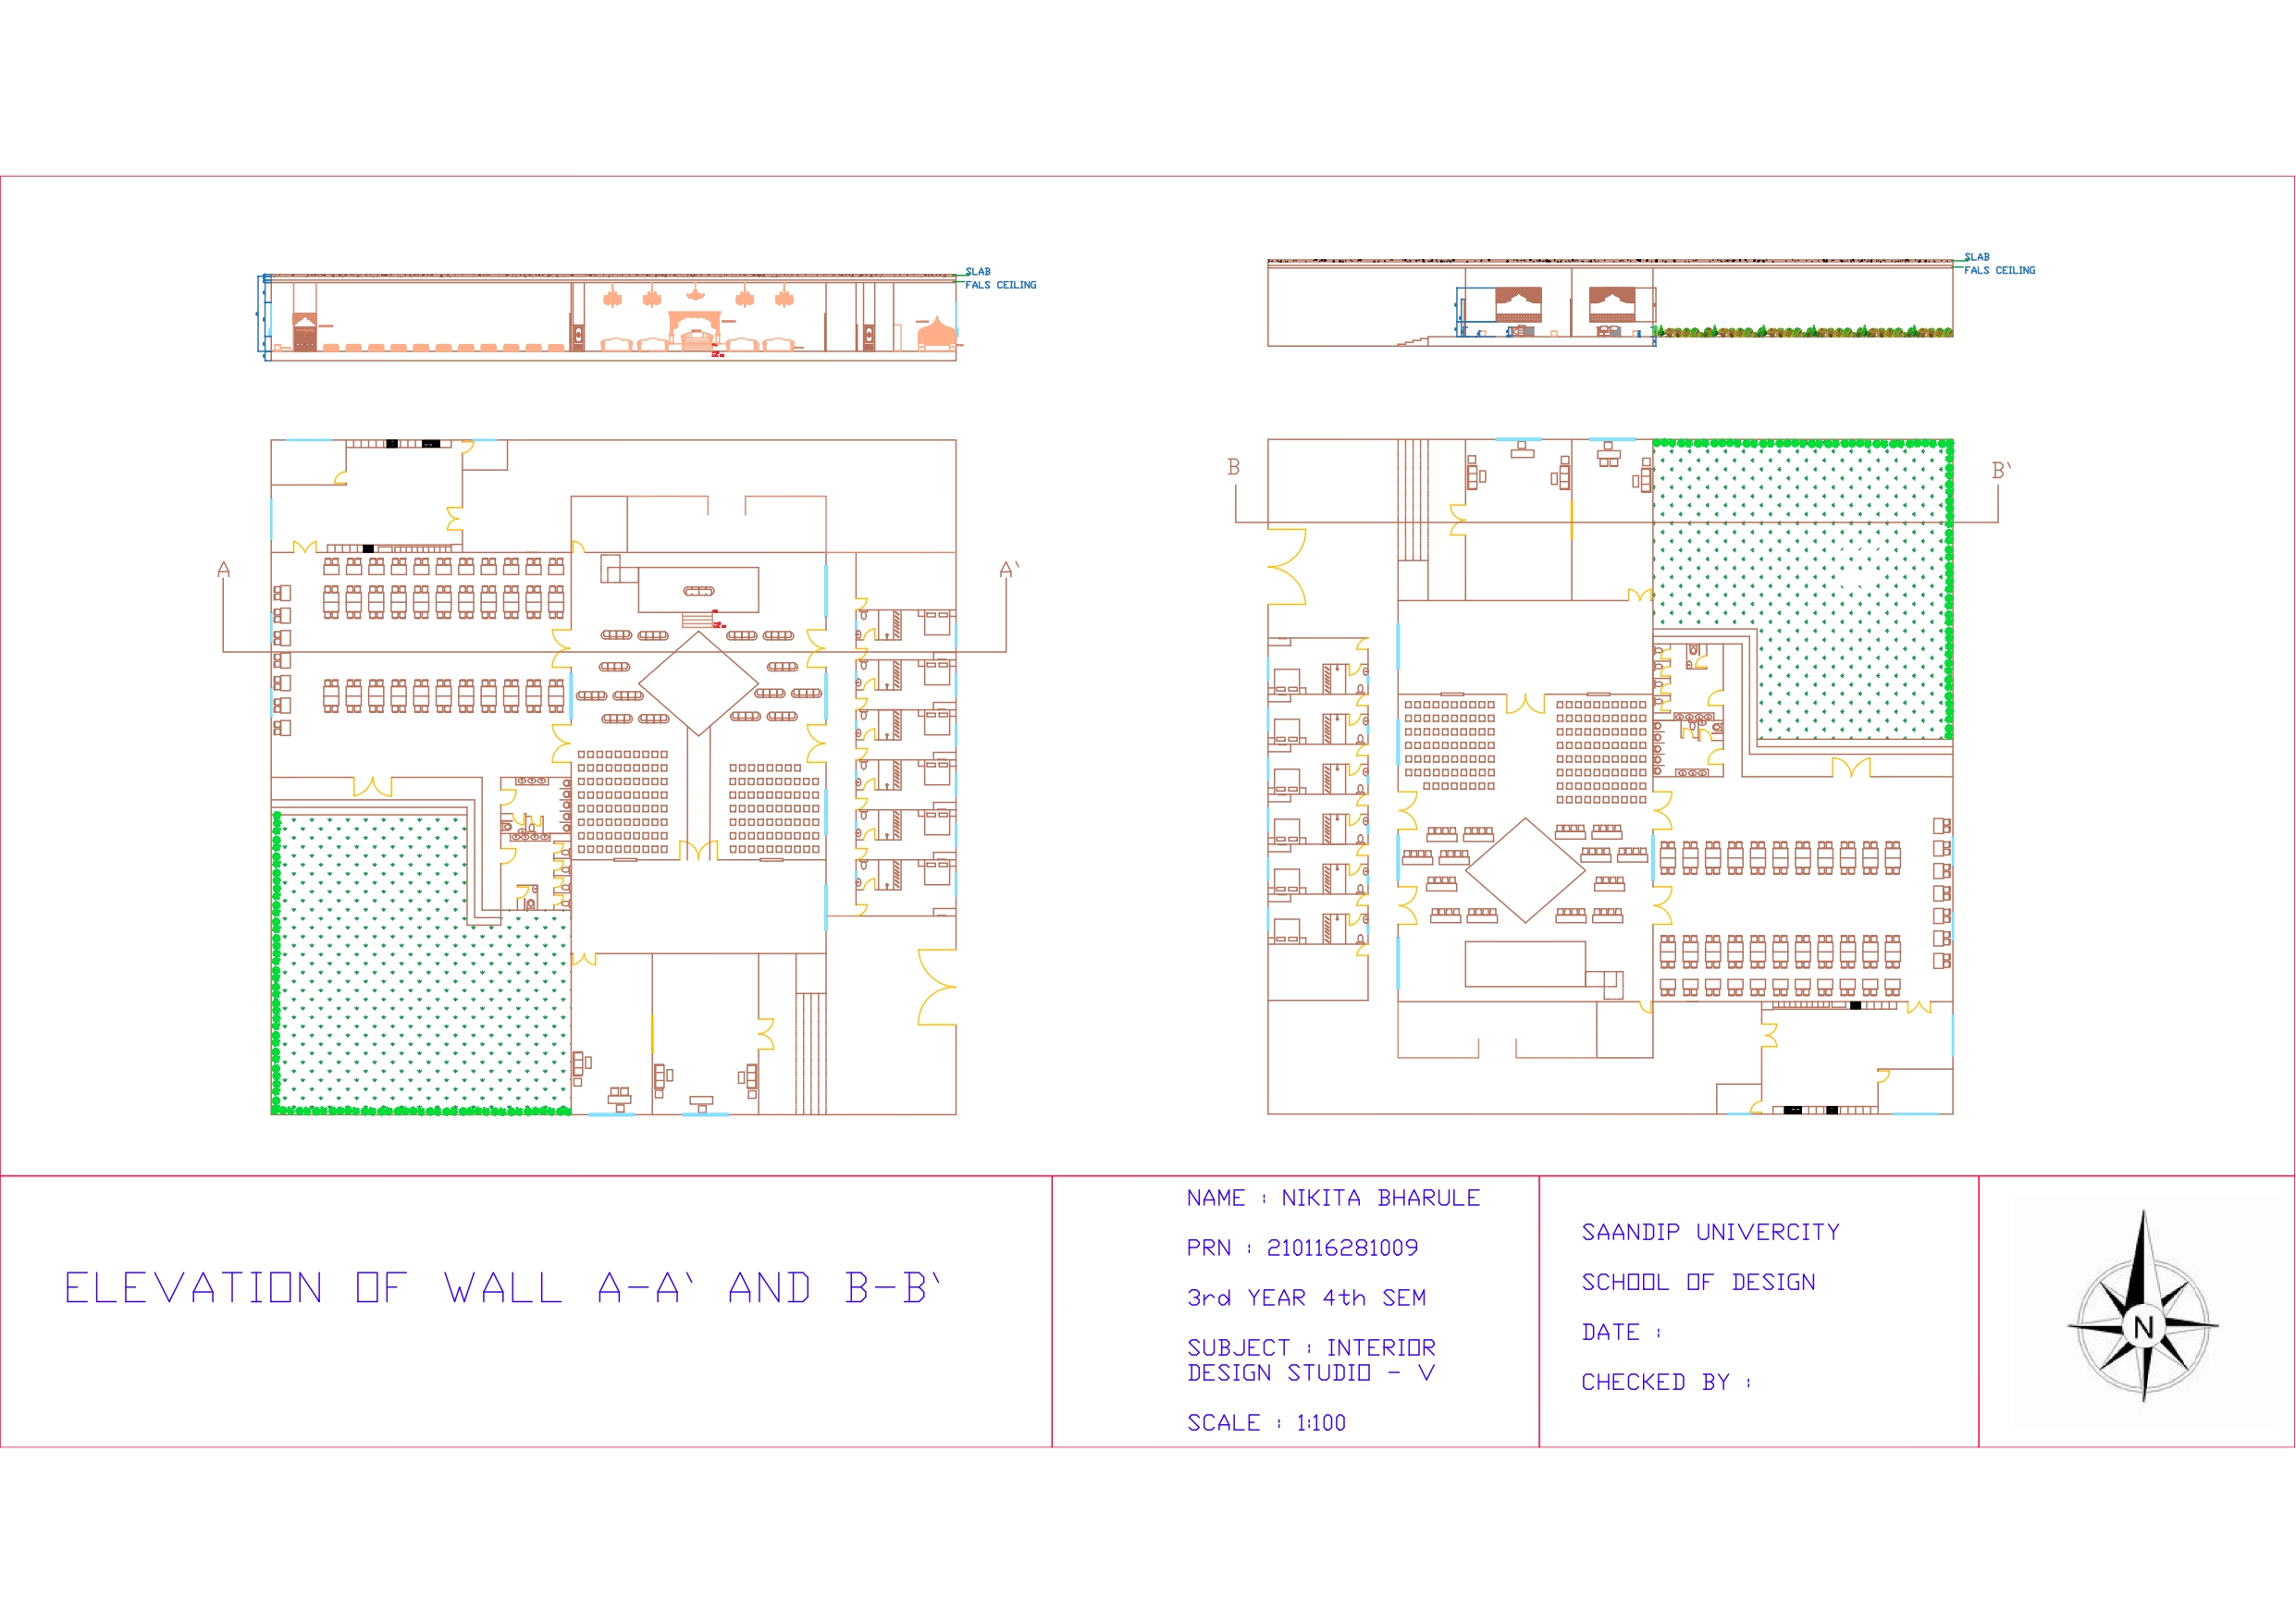 SLAB
FALS CEILING
SLAB
FALS CEILING
A
A`
B
B`
ELEVATION OF WALL A-A` AND B-B`
NAME : NIKITA BHARULE
PRN : 210116281009
3rd YEAR 4th SEM
SUBJECT : INTERIOR
DESIGN STUDIO - V
SCALE : 1:100
SAANDIP UNIVERCITY
SCHOOL OF DESIGN
DATE :
CHECKED BY :
N